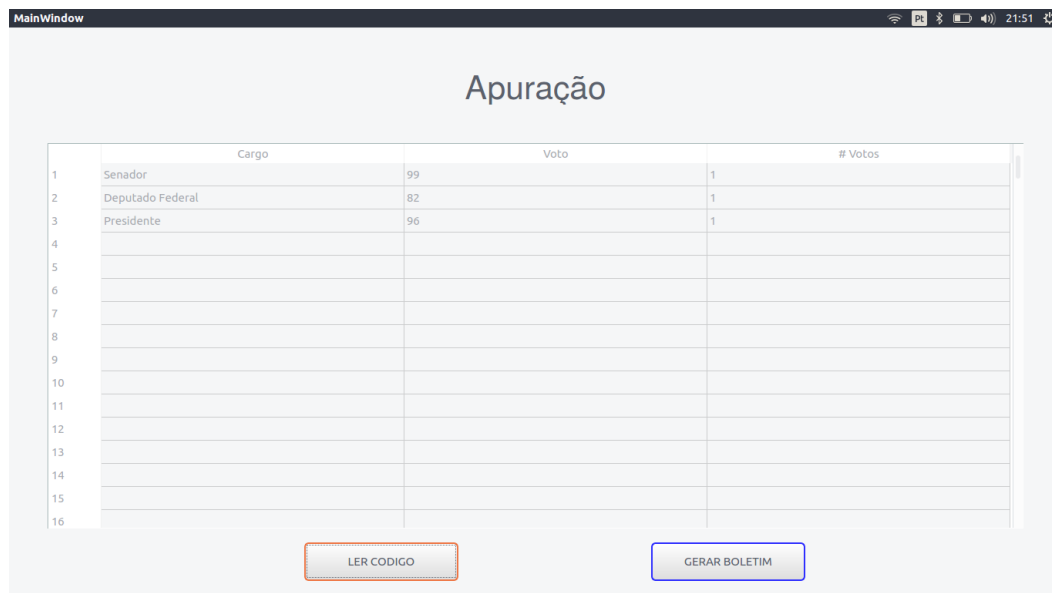 MainWindow Pt 21:51
Apuração
Cargo Voto # Votos
1 Senador 99 1
2 Deputado Federal 82 1
3 Presidente 96 1
4
5
6
7
8
9
10
11
12
13
14
15
16
LER CODIGO GERAR BOLETIM